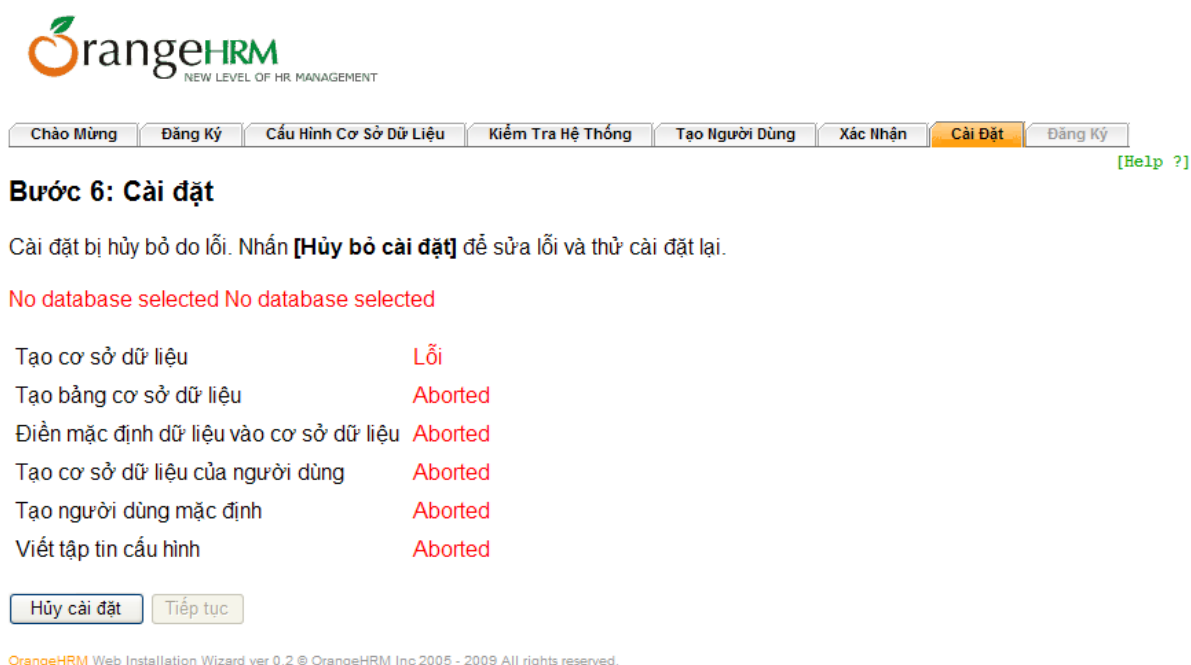 OrangeHRM
NEW LEVEL OF HR MANAGEMENT
Chào Mừng Đăng Ký Cấu Hình Cơ Sở Dữ Liệu Kiểm Tra Hệ Thống Tạo Người Dùng Xác Nhận Cài Đặt Đăng Ký
[Help ?]
Bước 6: Cài đặt
Cài đặt bị hủy bỏ do lỗi. Nhấn [Hủy bỏ cài đặt] để sửa lỗi và thử cài đặt lại.
No database selected No database selected
Tạo cơ sở dữ liệu Lỗi
Tạo bảng cơ sở dữ liệu Aborted
Điền mặc định dữ liệu vào cơ sở dữ liệu Aborted
Tạo cơ sở dữ liệu của người dùng Aborted
Tạo người dùng mặc định Aborted
Viết tập tin cấu hình Aborted
Hủy cài đặt Tiếp tục
OrangeHRM Web Installation Wizard ver 0.2 © OrangeHRM Inc 2005 - 2009 All rights reserved.